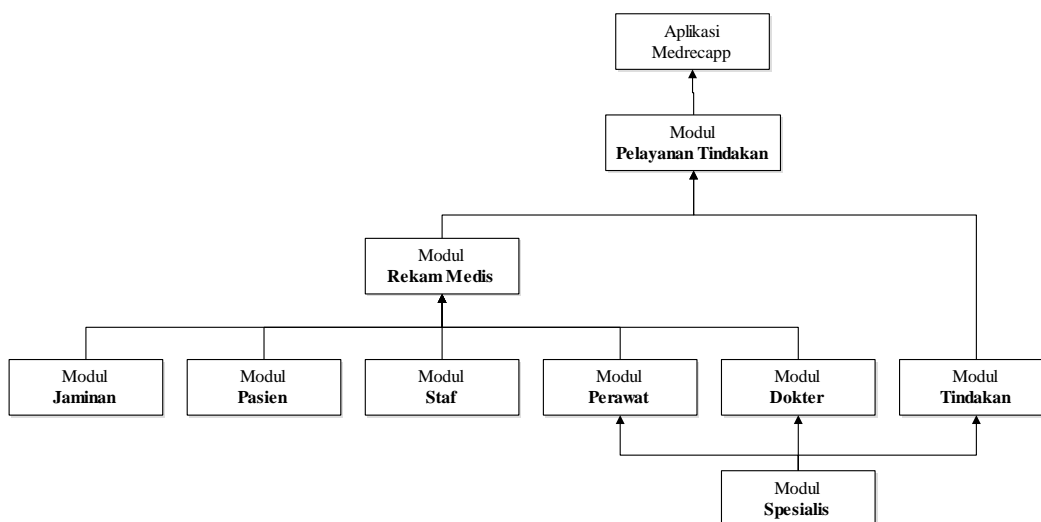 Aplikasi
Medrecapp
Modul
Pelayanan Tindakan
Modul
Rekam Medis
Modul
Jaminan
Modul
Pasien
Modul
Staf
Modul
Perawat
Modul
Dokter
Modul
Tindakan
Modul
Spesialis